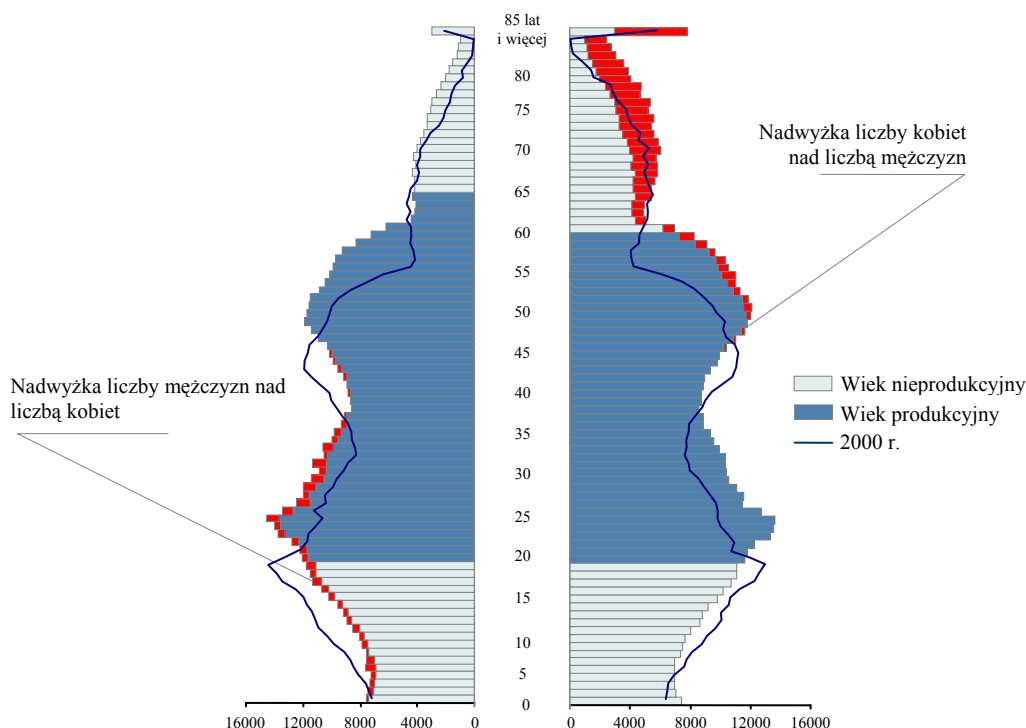 85 lat
i więcej
80
75
70
65
60
55
50
45
40
35
30
25
20
15
10
5
0
Nadwyżka liczby kobiet
nad liczbą mężczyzn
Nadwyżka liczby mężczyzn nad
liczbą kobiet
Wiek nieprodukcyjny
Wiek produkcyjny
2000 r.
16000 12000 8000 4000 0
0 4000 8000 12000 16000